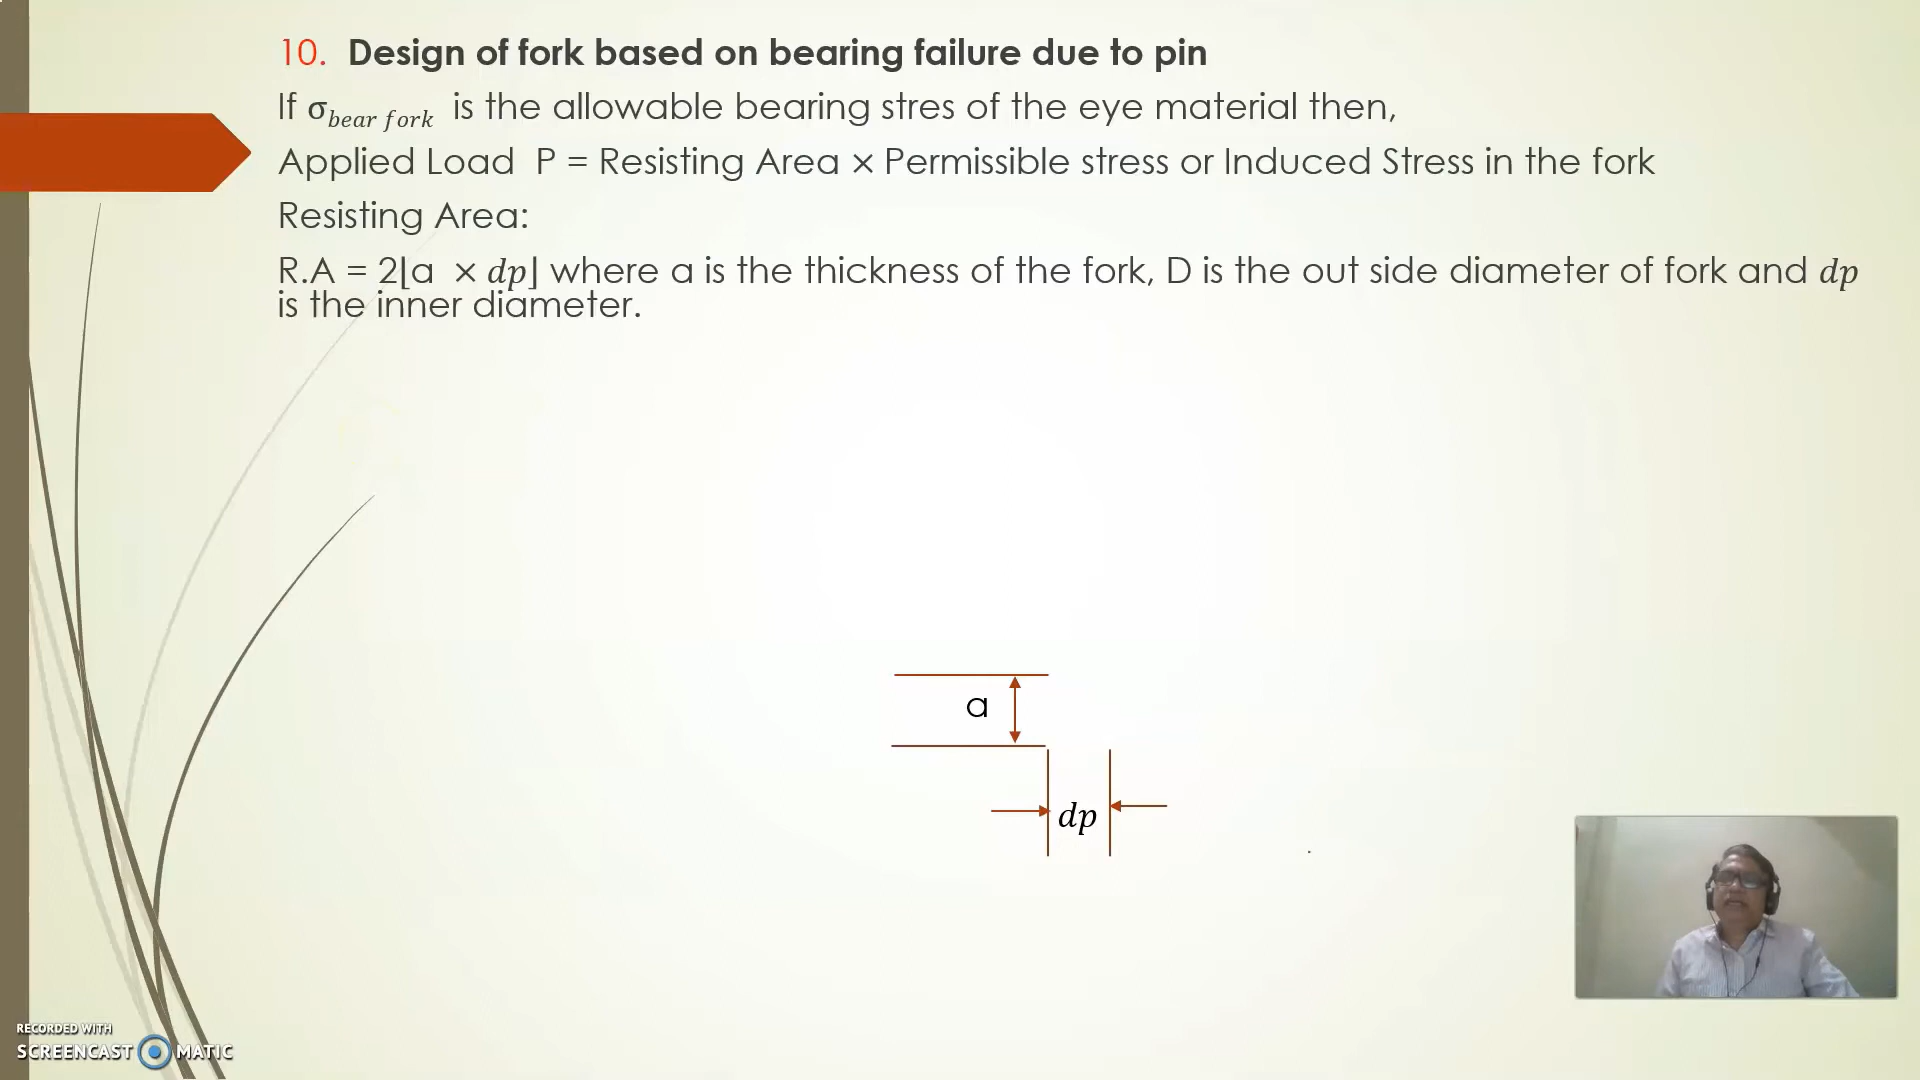 10. Design of fork based on bearing failure due to pin
If σ_bear fork is the allowable bearing stres of the eye material then,
Applied Load P = Resisting Area × Permissible stress or Induced Stress in the fork
Resisting Area:
R.A = 2⌊a × dp⌋ where a is the thickness of the fork, D is the out side diameter of fork and dp
is the inner diameter.
a
dp
RECORDED WITH
SCREENCAST MATIC